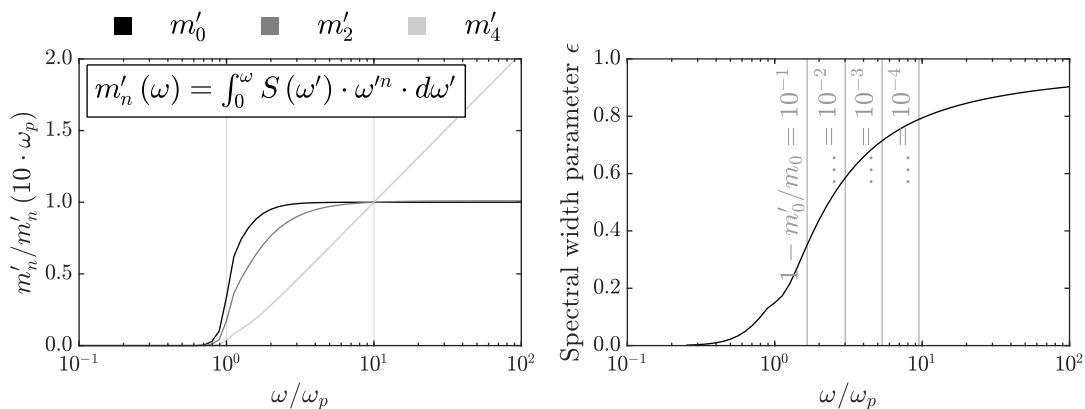 m′₀ m′₂ m′₄
m′ₙ (ω) = ∫₀^ω S (ω′) · ω′ⁿ · dω′
m′ₙ/m′ₙ (10 · ωₚ)
2.0
1.5
1.0
0.5
0.0
10⁻¹ 10⁰ 10¹ 10²
ω/ωₚ
Spectral width parameter ϵ
1.0
0.8
0.6
0.4
0.2
0.0
1 − m′₀/m₀ = 10⁻¹
... = 10⁻²
... = 10⁻³
... = 10⁻⁴
10⁻¹ 10⁰ 10¹ 10²
ω/ωₚ